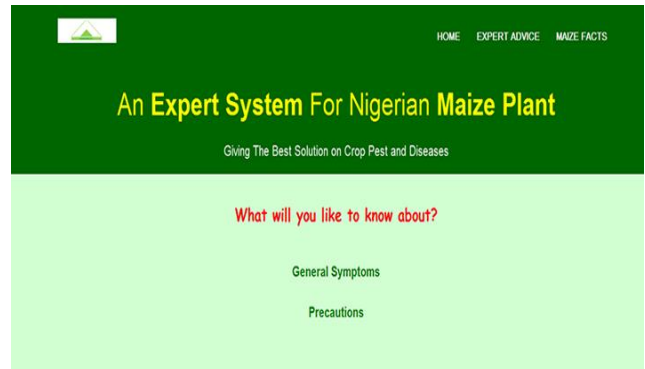 HOME EXPERT ADVICE MAIZE FACTS
An Expert System For Nigerian Maize Plant
Giving The Best Solution on Crop Pest and Diseases
What will you like to know about?
General Symptoms
Precautions